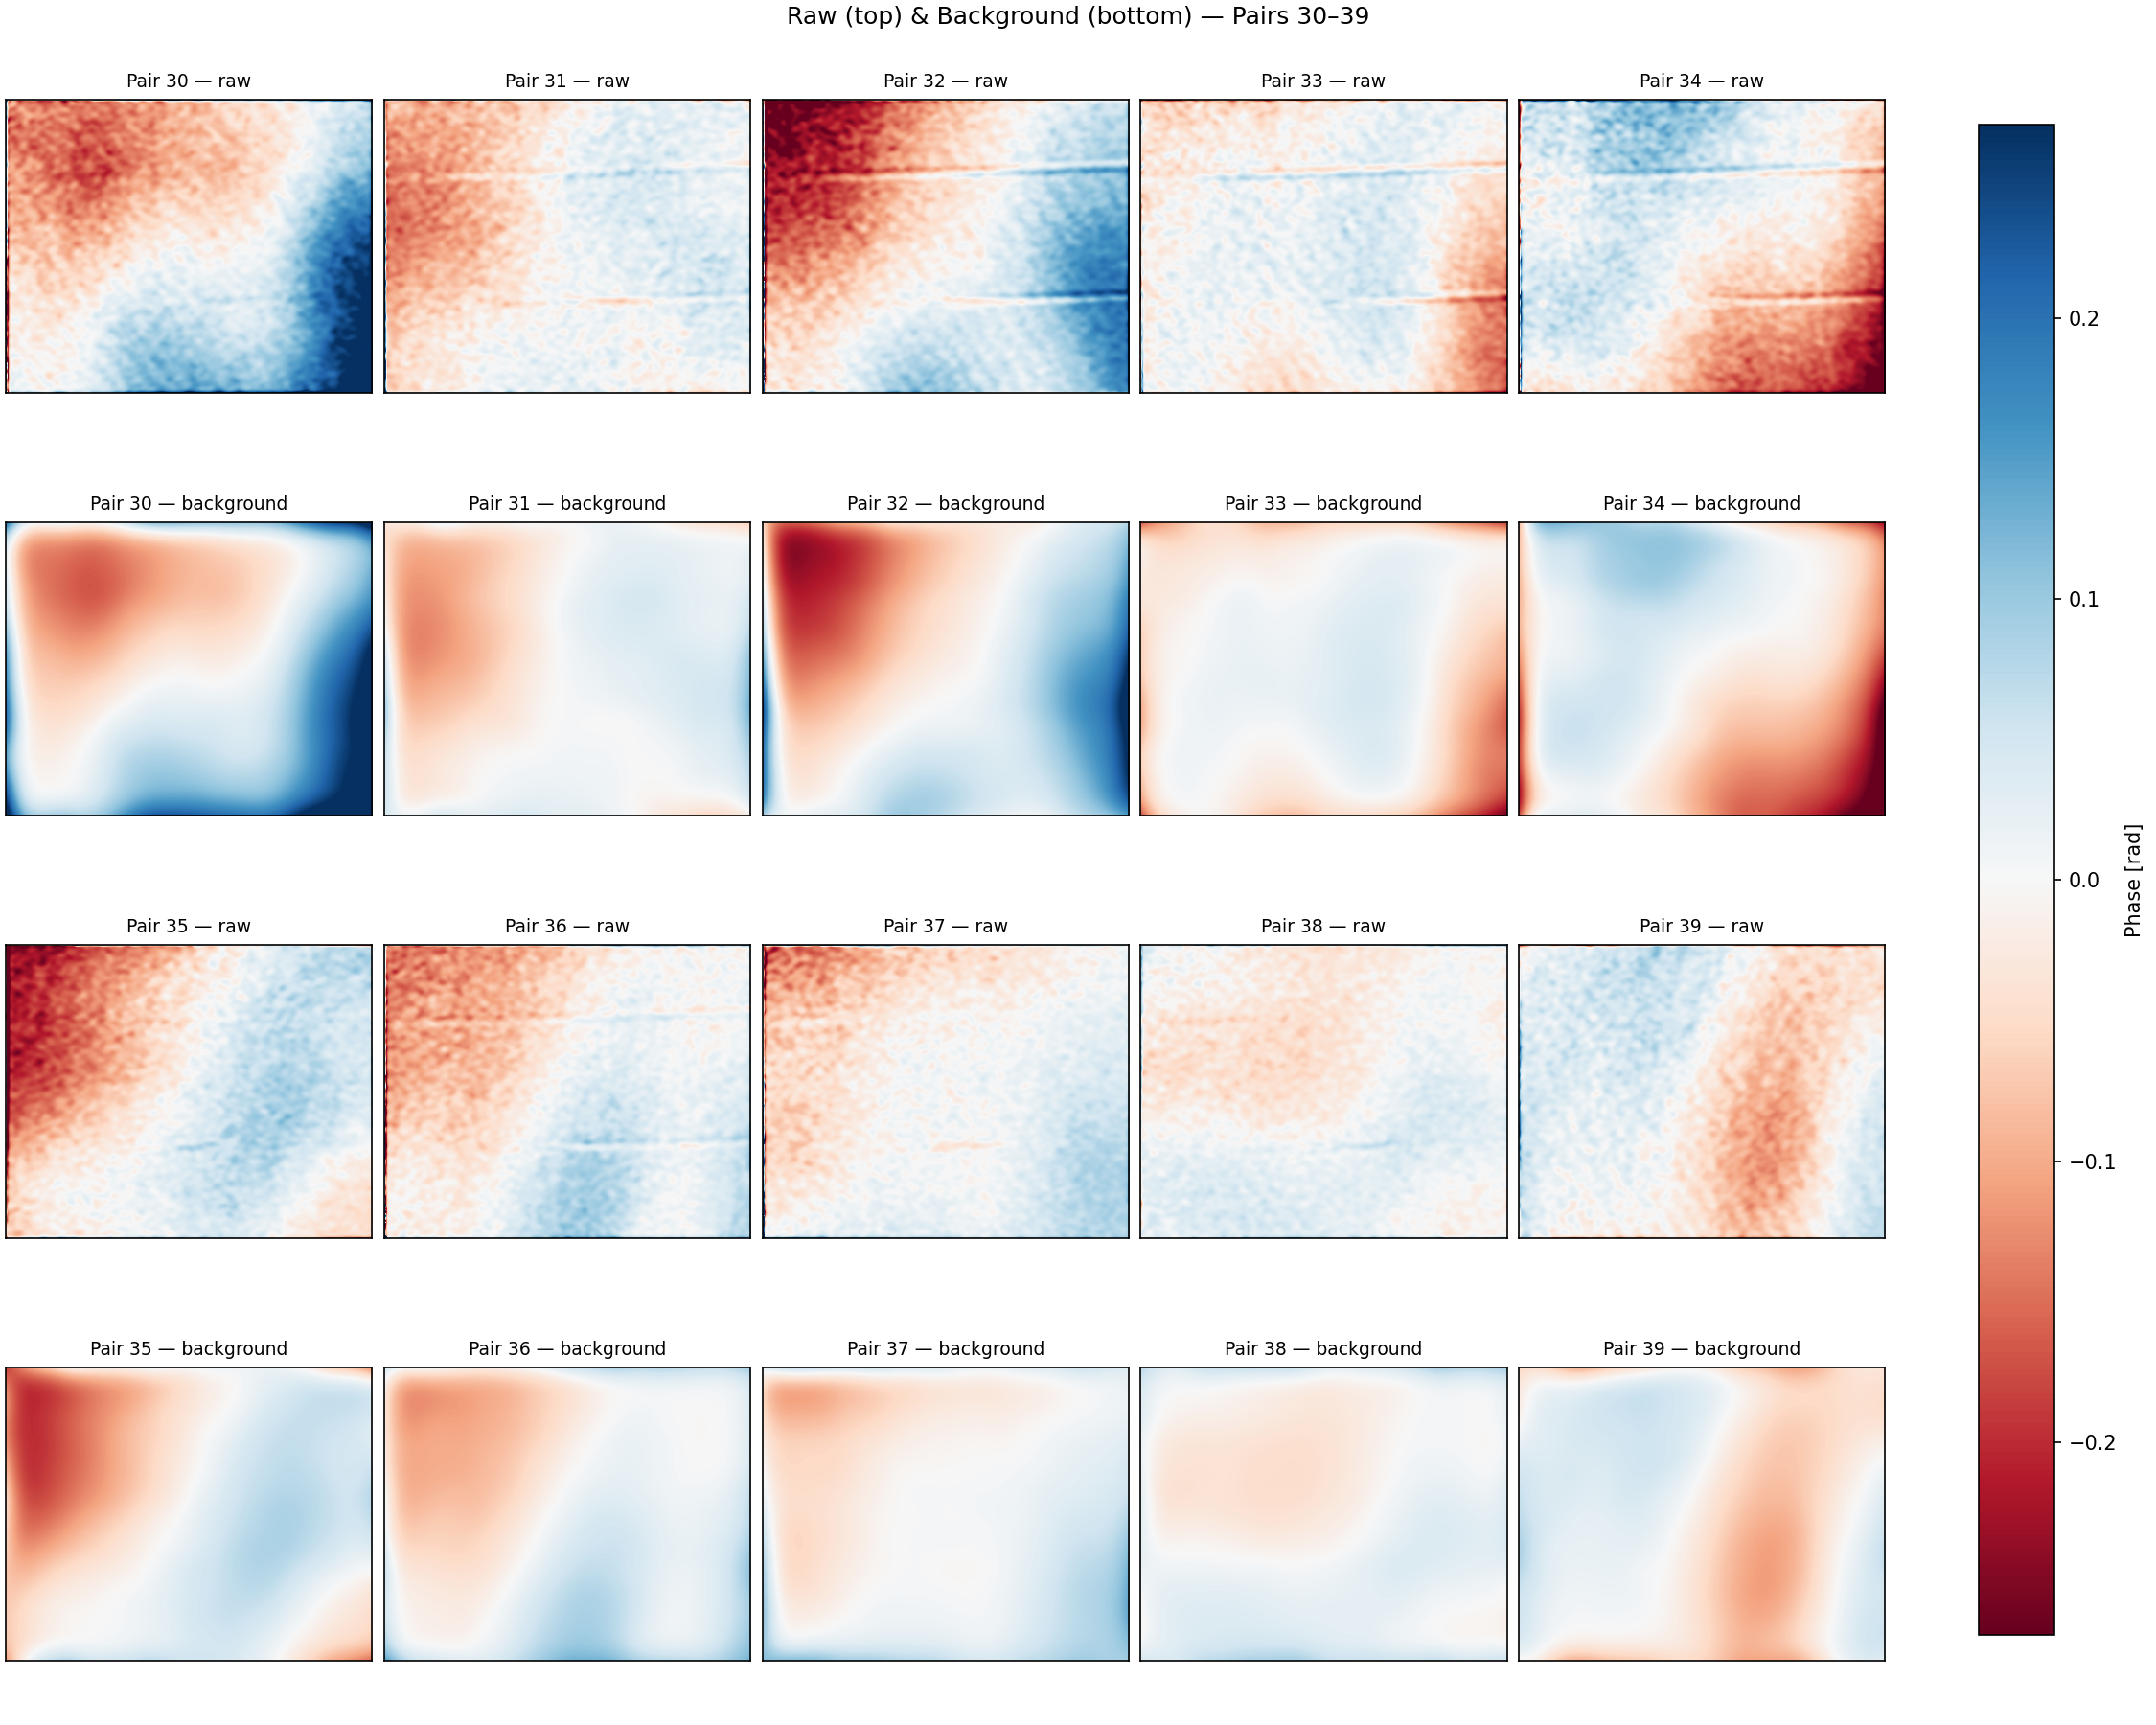 Raw (top) & Background (bottom) — Pairs 30–39
Pair 30 — raw
Pair 31 — raw
Pair 32 — raw
Pair 33 — raw
Pair 34 — raw
Pair 30 — background
Pair 31 — background
Pair 32 — background
Pair 33 — background
Pair 34 — background
Pair 35 — raw
Pair 36 — raw
Pair 37 — raw
Pair 38 — raw
Pair 39 — raw
Pair 35 — background
Pair 36 — background
Pair 37 — background
Pair 38 — background
Pair 39 — background
0.2
0.1
0.0
−0.1
−0.2
Phase [rad]